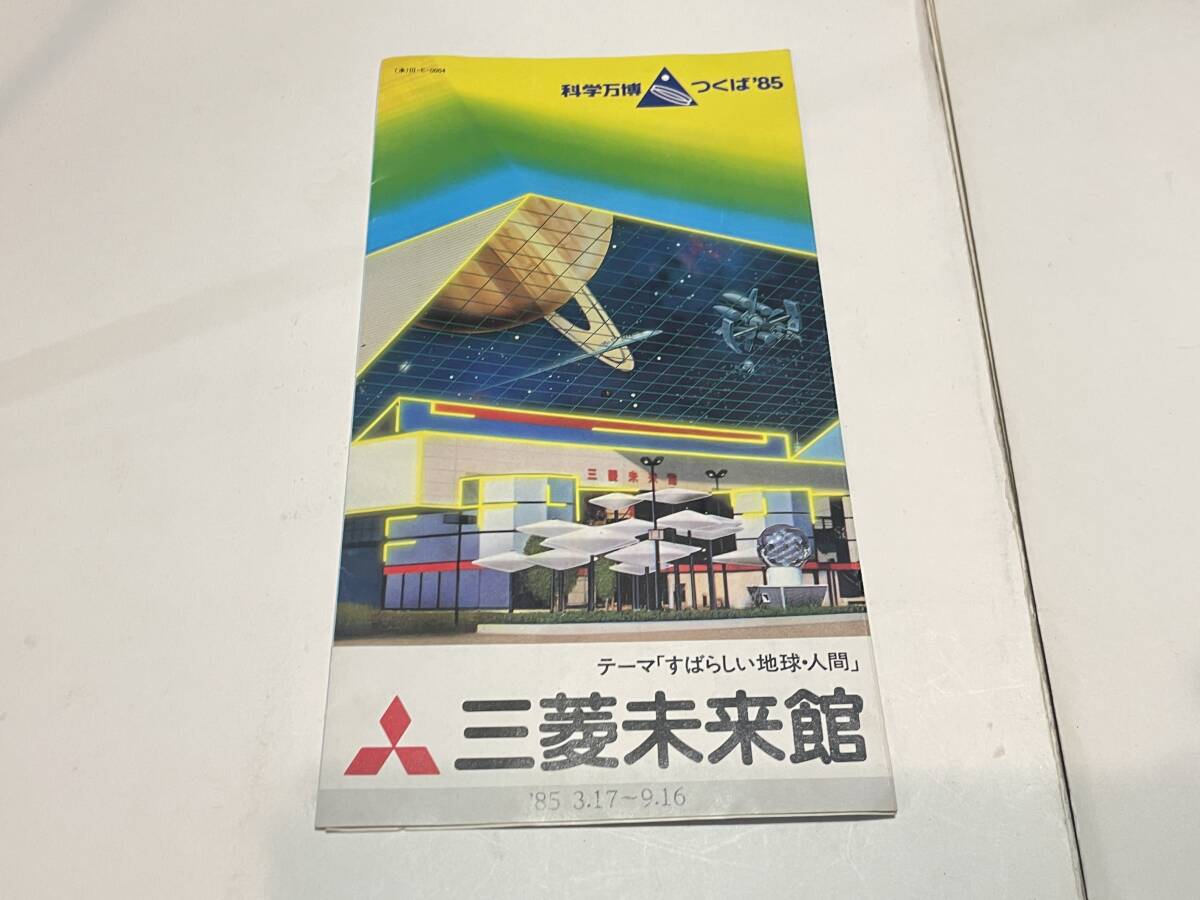 科学万博 つくば'85
三菱未来館
テーマ「すばらしい地球・人間」
三菱未来館
'85 3.17～9.16